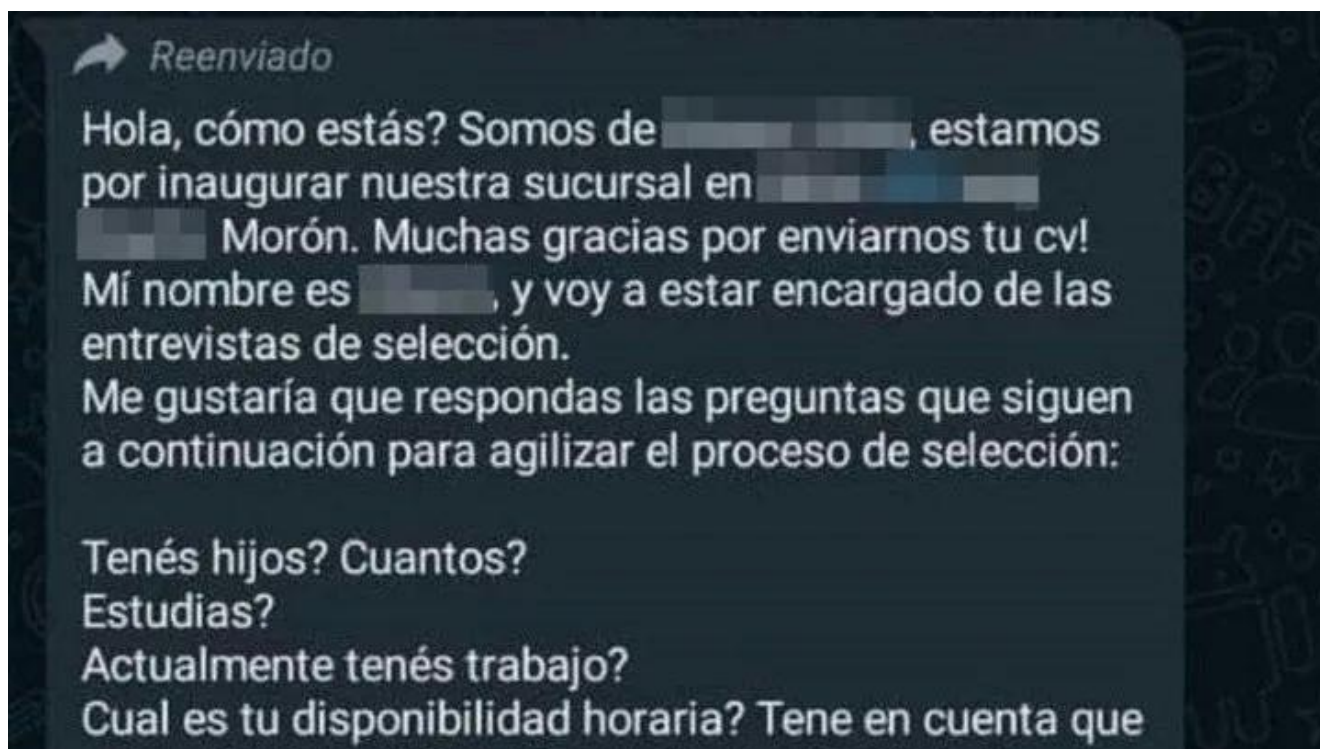 Reenviado
Hola, cómo estás? Somos de , estamos
por inaugurar nuestra sucursal en
Morón. Muchas gracias por enviarnos tu cv!
Mí nombre es , y voy a estar encargado de las
entrevistas de selección.
Me gustaría que respondas las preguntas que siguen
a continuación para agilizar el proceso de selección:
Tenés hijos? Cuantos?
Estudias?
Actualmente tenés trabajo?
Cual es tu disponibilidad horaria? Tene en cuenta que